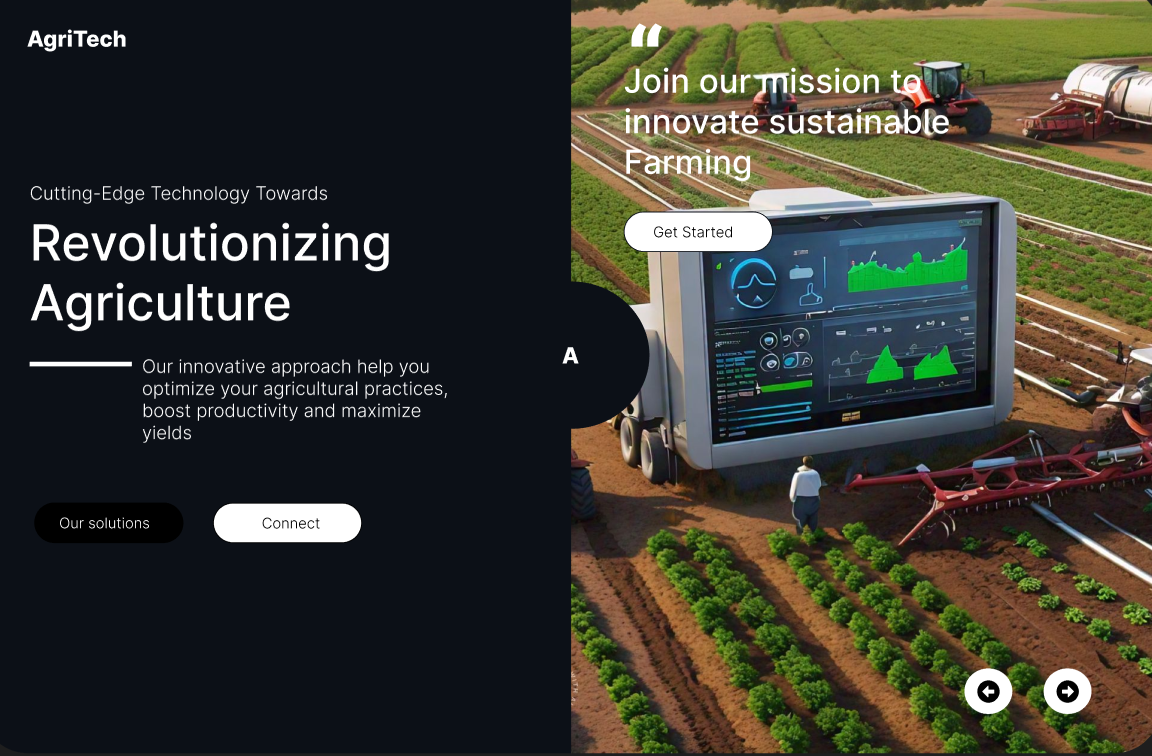 AgriTech
Cutting-Edge Technology Towards
Revolutionizing
Agriculture
Our innovative approach help you
optimize your agricultural practices,
boost productivity and maximize
yields
Our solutions
Connect
A
“
Join our mission to
innovate sustainable
Farming
Get Started